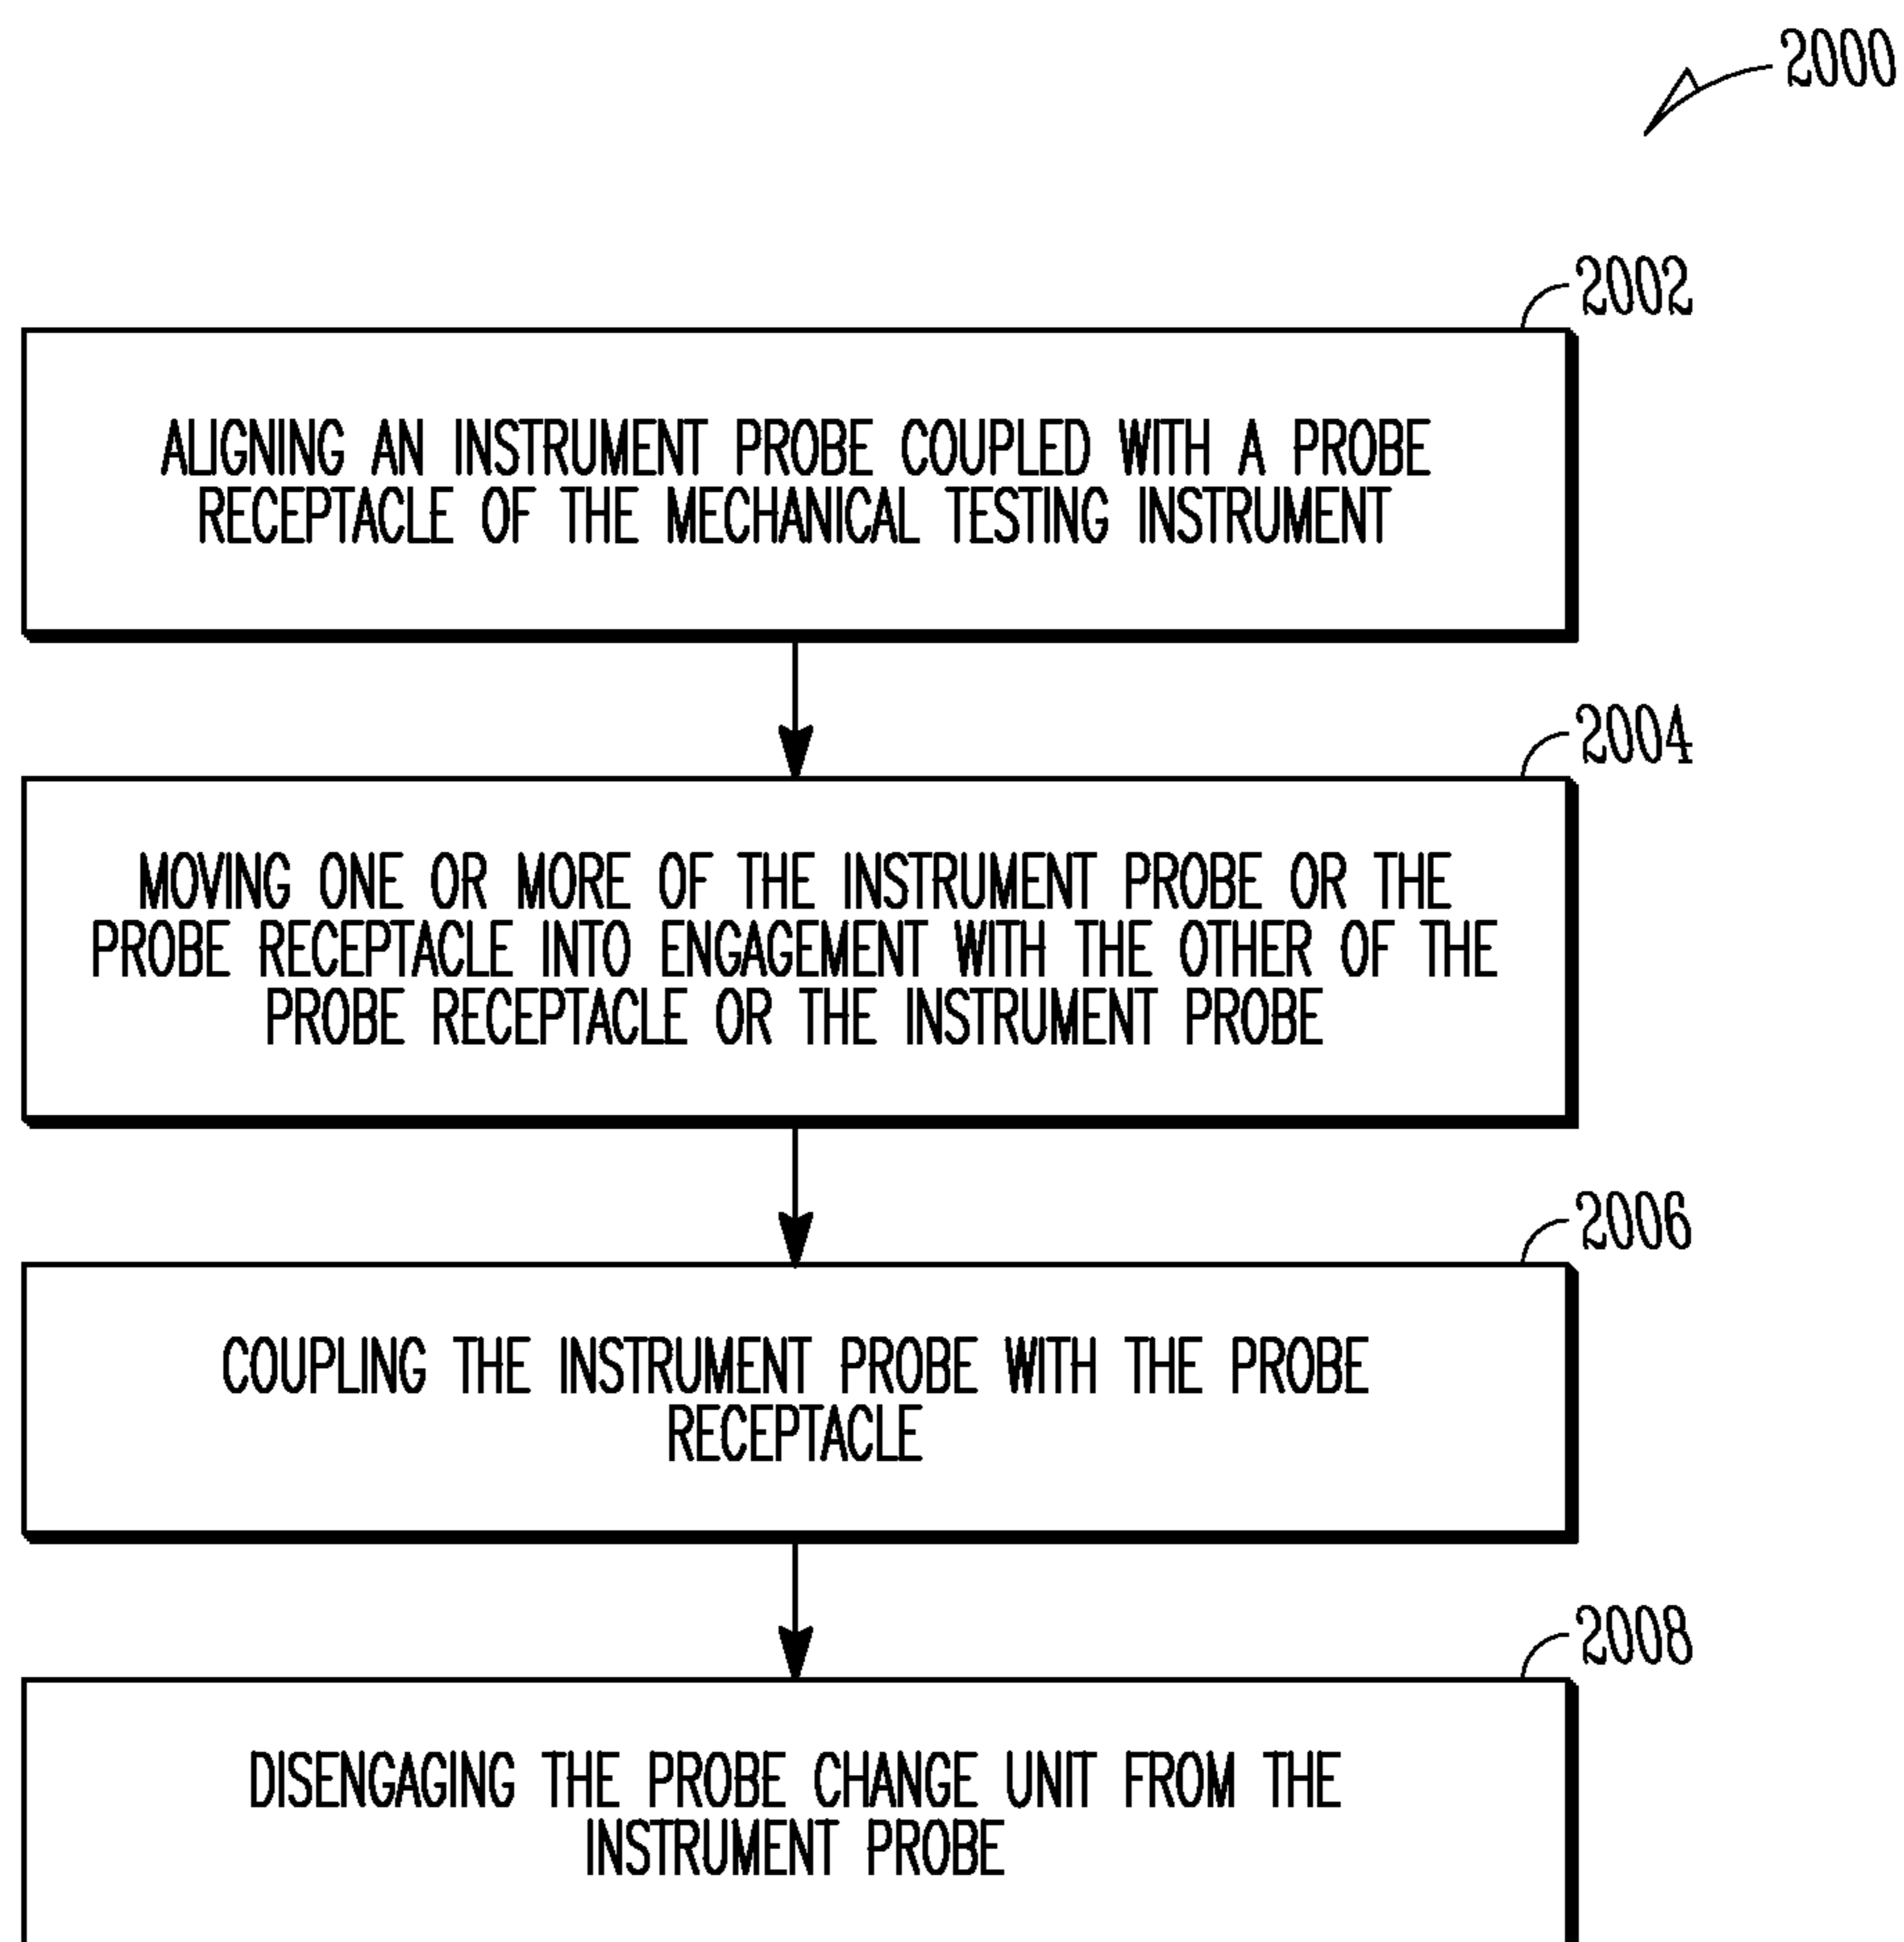 2000
2002
ALIGNING AN INSTRUMENT PROBE COUPLED WITH A PROBE
RECEPTACLE OF THE MECHANICAL TESTING INSTRUMENT
2004
MOVING ONE OR MORE OF THE INSTRUMENT PROBE OR THE
PROBE RECEPTACLE INTO ENGAGEMENT WITH THE OTHER OF THE
PROBE RECEPTACLE OR THE INSTRUMENT PROBE
2006
COUPLING THE INSTRUMENT PROBE WITH THE PROBE
RECEPTACLE
2008
DISENGAGING THE PROBE CHANGE UNIT FROM THE
INSTRUMENT PROBE